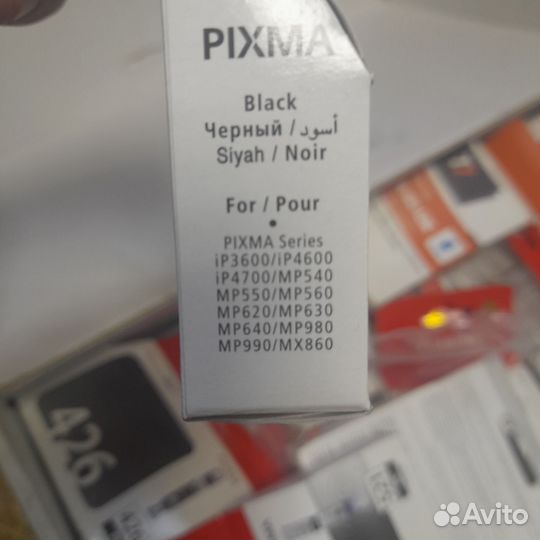 PIXMA
Black
Черный / أسود
Siyah / Noir
For / Pour
•
PIXMA Series
iP3600/iP4600
iP4700/MP540
MP550/MP560
MP620/MP630
MP640/MP980
MP990/MX860
426
426
Avito